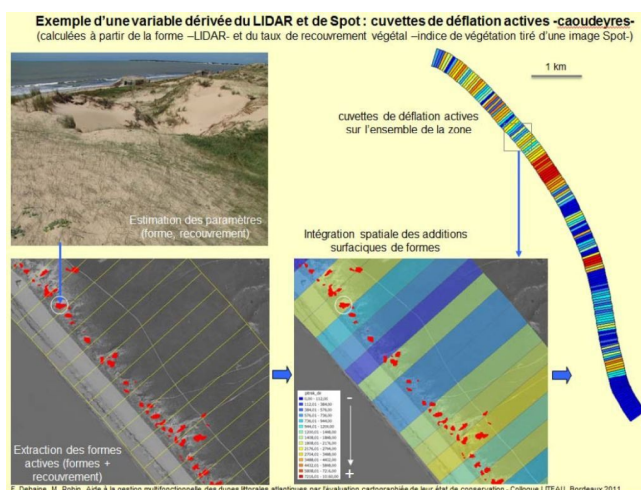 Exemple d'une variable dérivée du LIDAR et de Spot : cuvettes de déflation actives -caoudeyres-
(calculées à partir de la forme –LIDAR- et du taux de recouvrement végétal –indice de végétation tiré d'une image Spot-)
1 km
cuvettes de déflation actives
sur l'ensemble de la zone
Estimation des paramètres
(forme, recouvrement)
Intégration spatiale des additions
surfaciques de formes
Extraction des formes
actives (formes +
recouvrement)
-
+
F. Debaine, M. Robin, Aide à la gestion multifonctionnelle des dunes littorales atlantiques par l'évaluation cartographiée de leur état de conservation - Colloque LITEAU, Bordeaux 2011